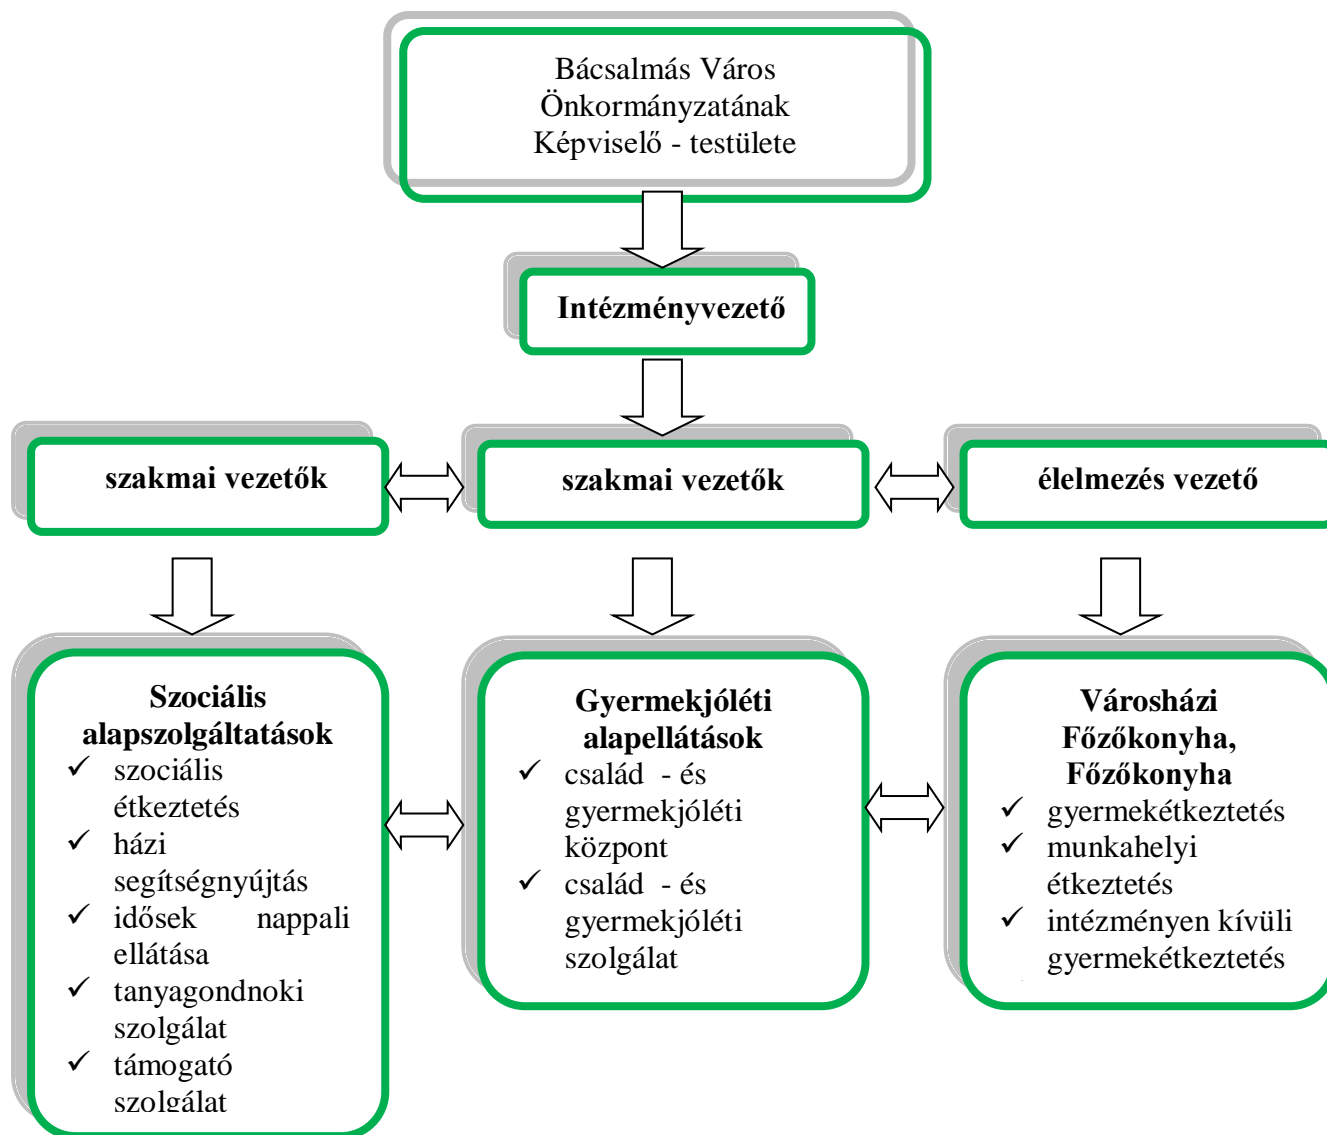 Bácsalmás Város
Önkormányzatának
Képviselő - testülete
Intézményvezető
szakmai vezetők
szakmai vezetők
élelmezés vezető
Szociális
alapszolgáltatások
✓ szociális
étkeztetés
✓ házi
segítségnyújtás
✓ idősek nappali
ellátása
✓ tanyagondnoki
szolgálat
✓ támogató
szolgálat
Gyermekjóléti
alapellátások
✓ család - és
gyermekjóléti
központ
✓ család - és
gyermekjóléti
szolgálat
Városházi
Főzőkonyha,
Főzőkonyha
✓ gyermekétkeztetés
✓ munkahelyi
étkeztetés
✓ intézményen kívüli
gyermekétkeztetés